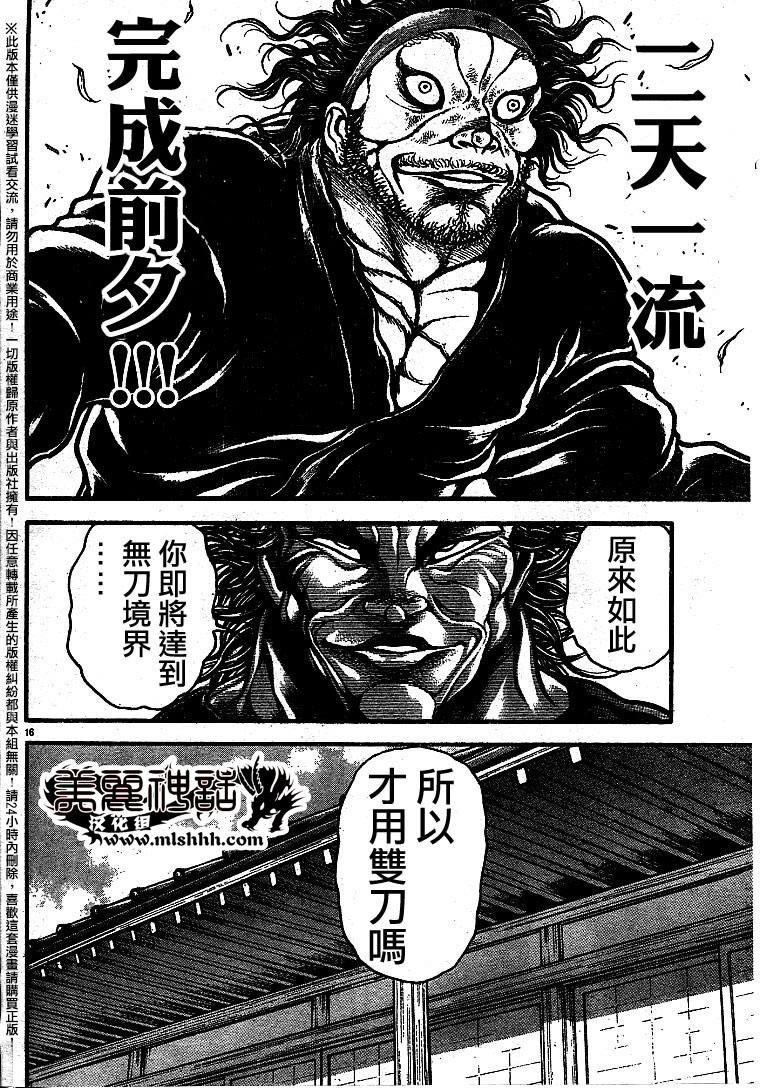 二天一流
完成前夕!!!
原來如此
你即將達到
無刀境界
……
16
所以
才用雙刀嗎
美麗神話
汉化组
www.mlshhh.com
※此版本僅供漫迷學習試看交流，請勿用於商業用途！一切版權歸原作者與出版社擁有！因任意轉載所產生的版權糾紛都與本組無關！請24小時內刪除，喜歡這套漫畫請購買正版！